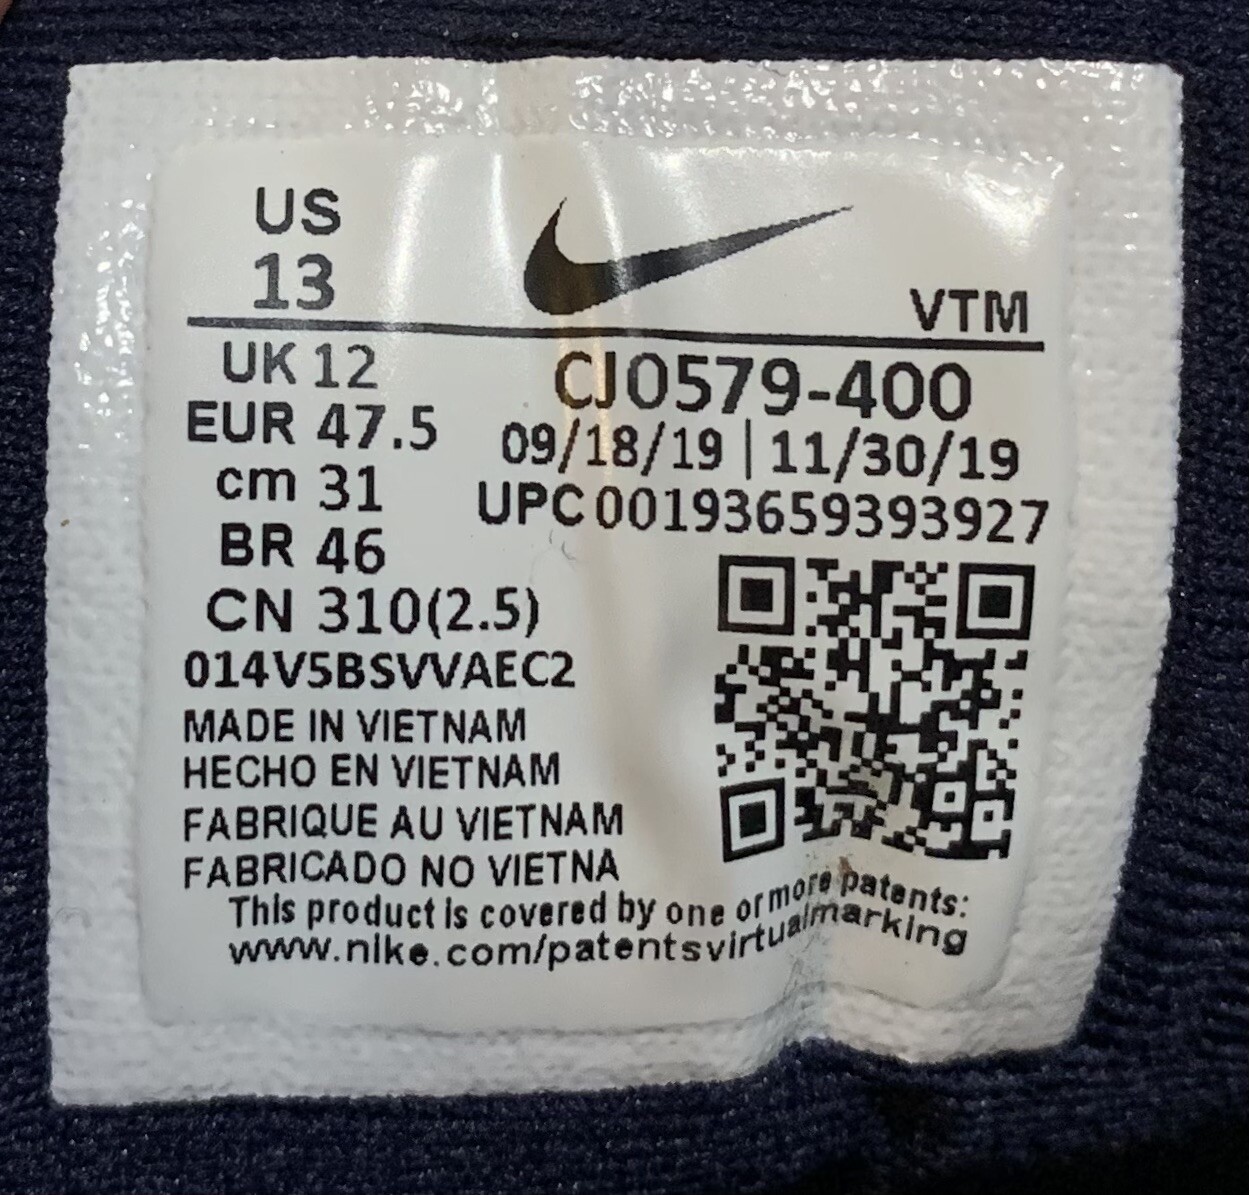 US
13
VTM
UK 12
EUR 47.5
cm 31
BR 46
CN 310(2.5)
CJ0579-400
09/18/19 | 11/30/19
UPC00193659393927
014V5BSVVAEC2
MADE IN VIETNAM
HECHO EN VIETNAM
FABRIQUE AU VIETNAM
FABRICADO NO VIETNA
This product is covered by one or more patents:
www.nike.com/patentsvirtualmarking